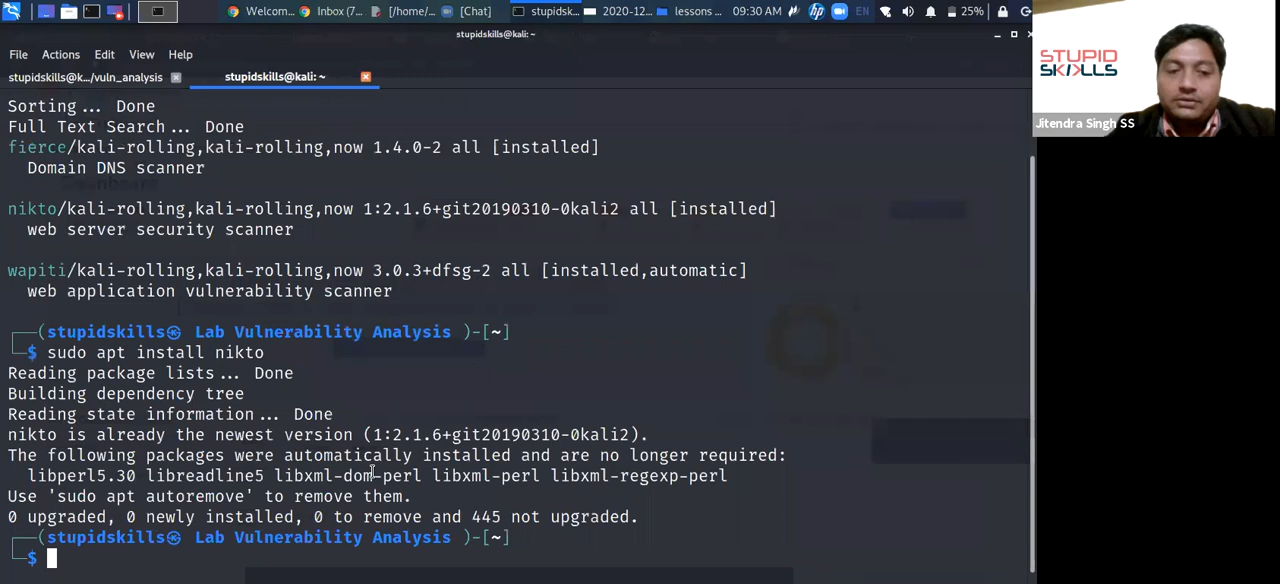 Welcom...
Inbox (7...
[/home/...
[Chat]
stupidsk...
2020-12...
lessons ...
09:30 AM
EN
25%
stupidskills@kali: ~
File Actions Edit View Help
stupidskills@k.../vuln_analysis
stupidskills@kali: ~
Sorting... Done
Full Text Search... Done
fierce/kali-rolling,kali-rolling,now 1.4.0-2 all [installed]
Domain DNS scanner
nikto/kali-rolling,kali-rolling,now 1:2.1.6+git20190310-0kali2 all [installed]
web server security scanner
wapiti/kali-rolling,kali-rolling,now 3.0.3+dfsg-2 all [installed,automatic]
web application vulnerability scanner
(stupidskills㉿ Lab Vulnerability Analysis )-[~]
$ sudo apt install nikto
Reading package lists... Done
Building dependency tree
Reading state information... Done
nikto is already the newest version (1:2.1.6+git20190310-0kali2).
The following packages were automatically installed and are no longer required:
libperl5.30 libreadline5 libxml-dom-perl libxml-perl libxml-regexp-perl
Use 'sudo apt autoremove' to remove them.
0 upgraded, 0 newly installed, 0 to remove and 445 not upgraded.
(stupidskills㉿ Lab Vulnerability Analysis )-[~]
$
STUPID
SKILLS
Jitendra Singh SS